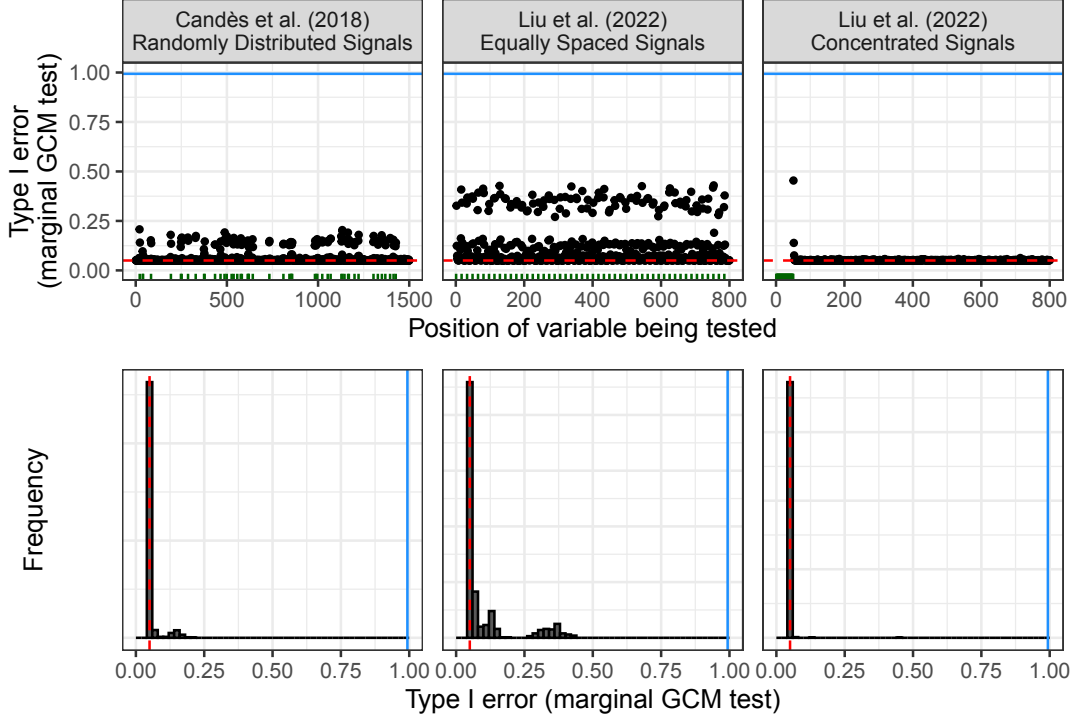 Candès et al. (2018)
Randomly Distributed Signals
Liu et al. (2022)
Equally Spaced Signals
Liu et al. (2022)
Concentrated Signals
Type I error
(marginal GCM test)
1.00
0.75
0.50
0.25
0.00
0 500 1000 1500
0 200 400 600 800
0 200 400 600 800
Position of variable being tested
Frequency
0.00 0.25 0.50 0.75 1.00
0.00 0.25 0.50 0.75 1.00
0.00 0.25 0.50 0.75 1.00
Type I error (marginal GCM test)